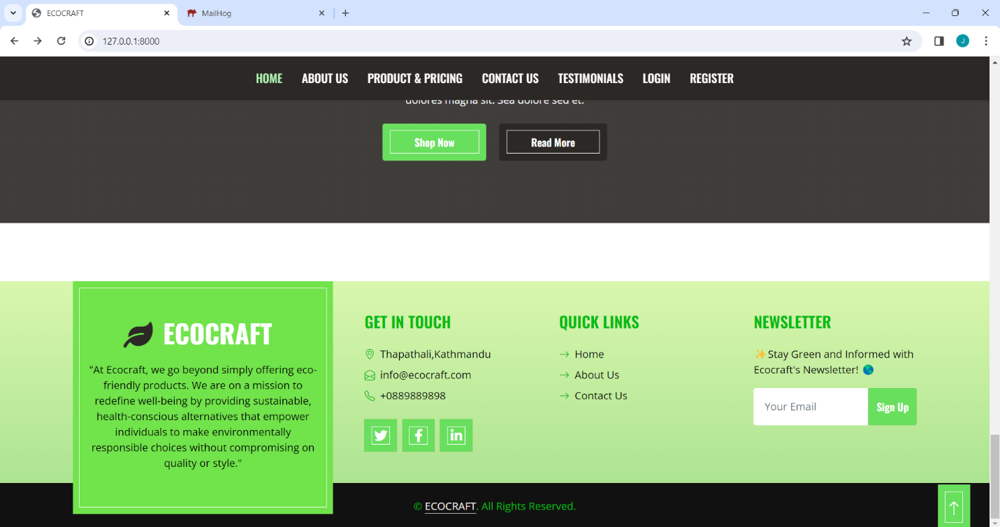 ECOCRAFT
MailHog
127.0.0.1:8000
J
HOME ABOUT US PRODUCT & PRICING CONTACT US TESTIMONIALS LOGIN REGISTER
dolores magna sit. Sea dolore sed et.
Shop Now
Read More
ECOCRAFT
"At Ecocraft, we go beyond simply offering eco-
friendly products. We are on a mission to
redefine well-being by providing sustainable,
health-conscious alternatives that empower
individuals to make environmentally
responsible choices without compromising on
quality or style."
GET IN TOUCH
Thapathali,Kathmandu
info@ecocraft.com
+0889889898
QUICK LINKS
Home
About Us
Contact Us
NEWSLETTER
✨Stay Green and Informed with
Ecocraft's Newsletter! 🌎
Your Email
Sign Up
© ECOCRAFT. All Rights Reserved.